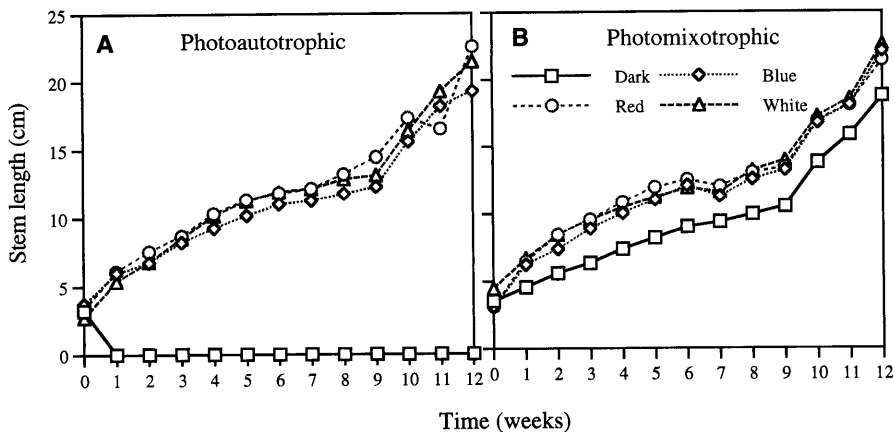 A Photoautotrophic
B Photomixotrophic
Dark Blue
Red White
Stem length (cm)
25
20
15
10
5
0
0 1 2 3 4 5 6 7 8 9 10 11 12
0 1 2 3 4 5 6 7 8 9 10 11 12
Time (weeks)